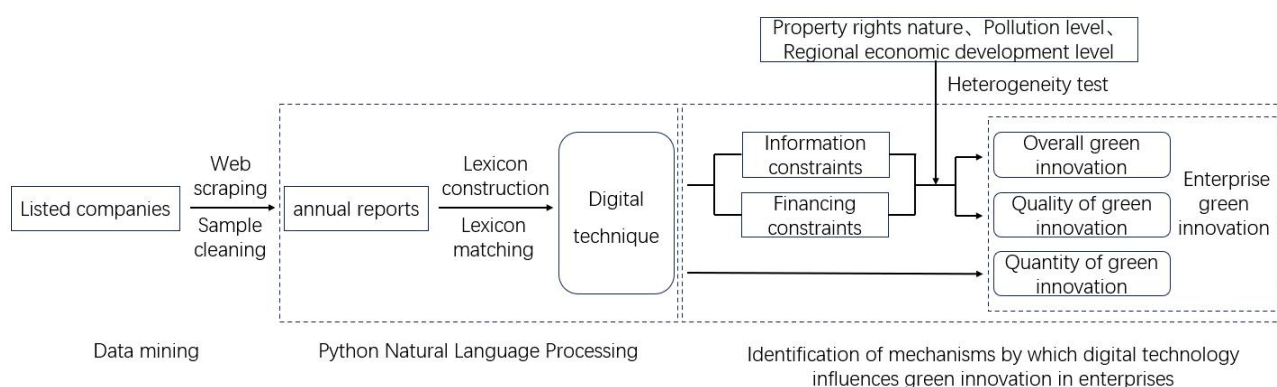 Property rights nature、Pollution level、
Regional economic development level
Heterogeneity test
Listed companies
Web
scraping
Sample
cleaning
annual reports
Lexicon
construction
Lexicon
matching
Digital
technique
Information
constraints
Financing
constraints
Overall green
innovation
Quality of green
innovation
Quantity of green
innovation
Enterprise
green
innovation
Data mining
Python Natural Language Processing
Identification of mechanisms by which digital technology
influences green innovation in enterprises